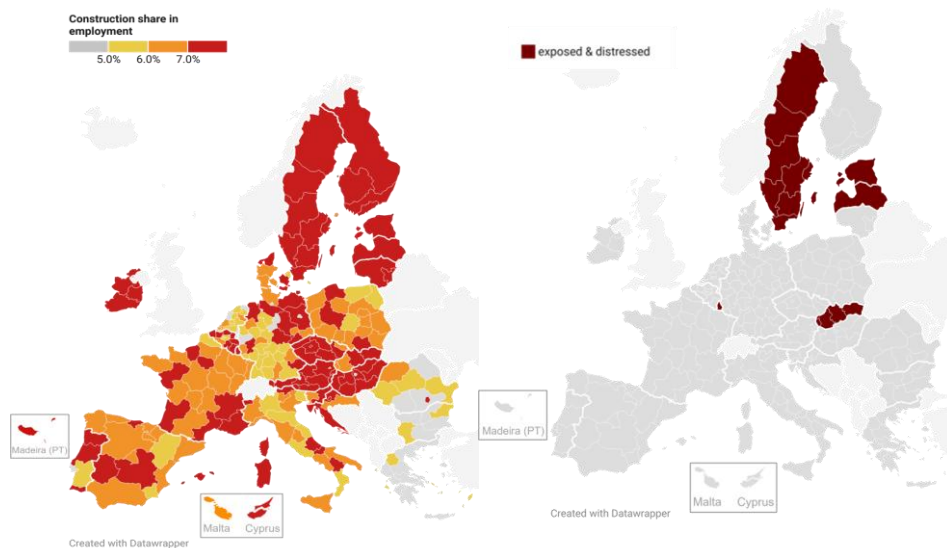 Construction share in
employment
5.0% 6.0% 7.0%
Madeira (PT)
Malta Cyprus
Created with Datawrapper
exposed & distressed
Madeira (PT)
Malta Cyprus
Created with Datawrapper